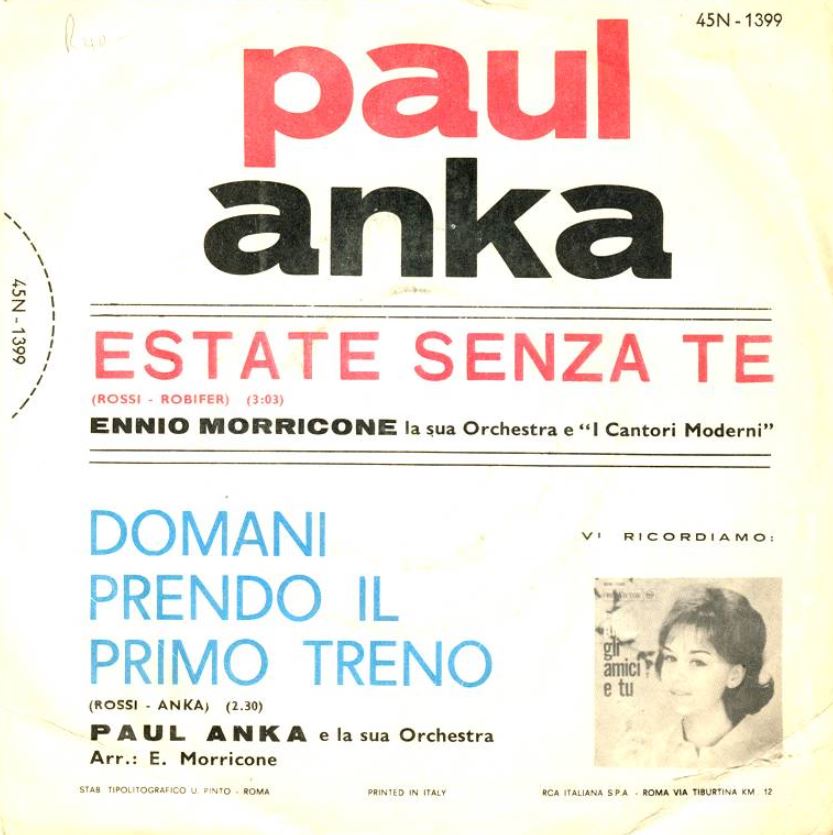 45N - 1399
paul
anka
45N - 1399
ESTATE SENZA TE
(ROSSI - ROBIFER) (3:03)
ENNIO MORRICONE la sua Orchestra e "I Cantori Moderni"
DOMANI
PRENDO IL
PRIMO TRENO
(ROSSI - ANKA) (2.30)
PAUL ANKA e la sua Orchestra
Arr.: E. Morricone
VI RICORDIAMO:
gli
amici
e tu
STAB. TIPOLITOGRAFICO U. PINTO - ROMA
PRINTED IN ITALY
RCA ITALIANA S.P.A. - ROMA VIA TIBURTINA KM. 12